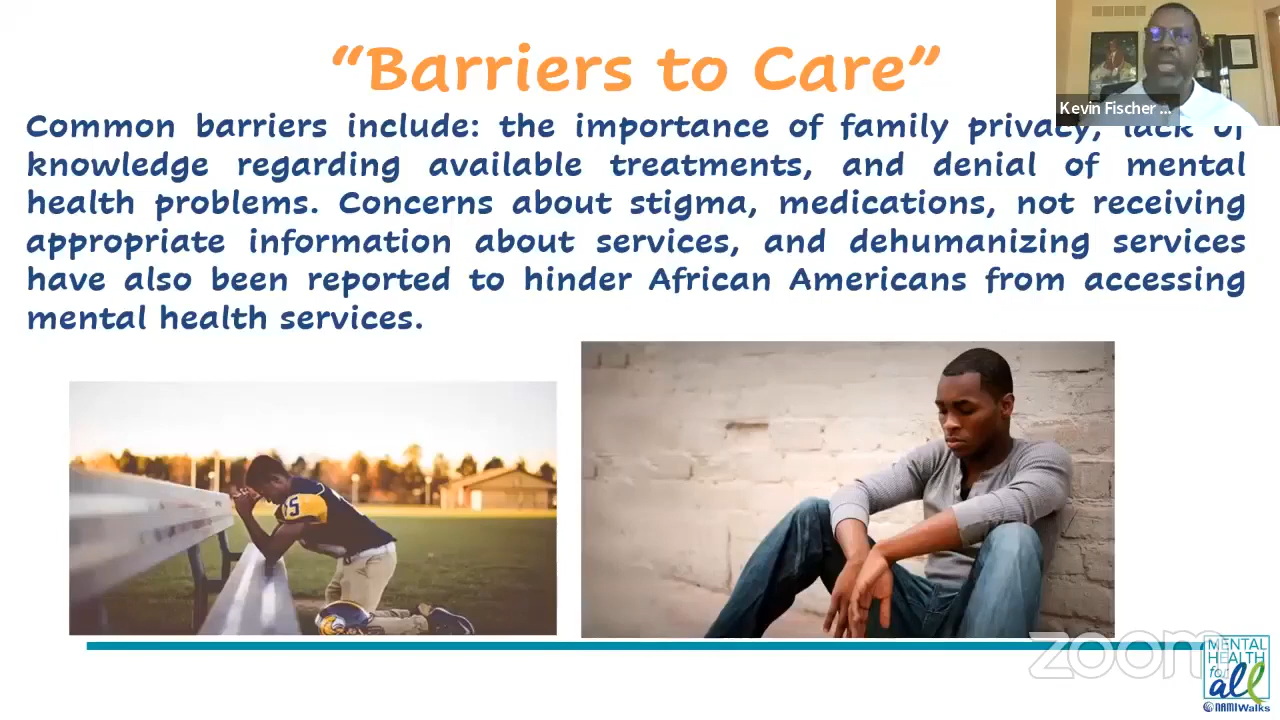 “Barriers to Care”
Kevin Fischer ...
Common barriers include: the importance of family privacy, lack of
knowledge regarding available treatments, and denial of mental
health problems. Concerns about stigma, medications, not receiving
appropriate information about services, and dehumanizing services
have also been reported to hinder African Americans from accessing
mental health services.
5
zoom
MENTAL
HEALTH
for
all
NAMIWalks